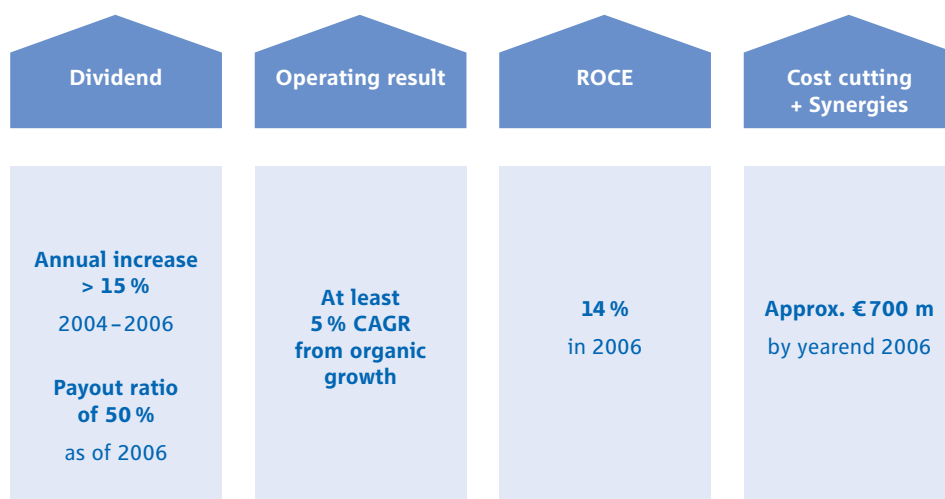 Dividend
Annual increase
> 15 %
2004–2006
Payout ratio
of 50 %
as of 2006
Operating result
At least
5 % CAGR
from organic
growth
ROCE
14 %
in 2006
Cost cutting
+ Synergies
Approx. €700 m
by yearend 2006